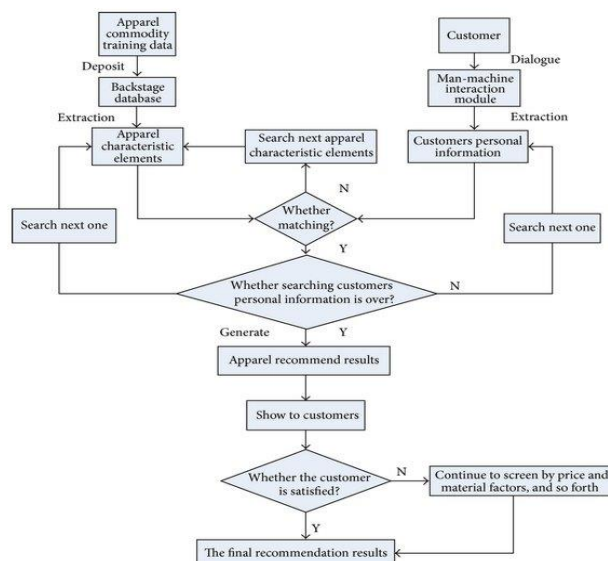 Apparel
commodity
training data
Customer
Deposit
Dialogue
Backstage
database
Man-machine
interaction
module
Extraction
Extraction
Apparel
characteristic
elements
Search next apparel
characteristic elements
Customers personal
information
N
Search next one
Whether
matching?
Search next one
Y
Whether searching customers
personal information is over?
N
Generate
Y
Apparel recommend results
Show to customers
Whether the customer
is satisfied?
N
Continue to screen by price and
material factors, and so forth
Y
The final recommendation results